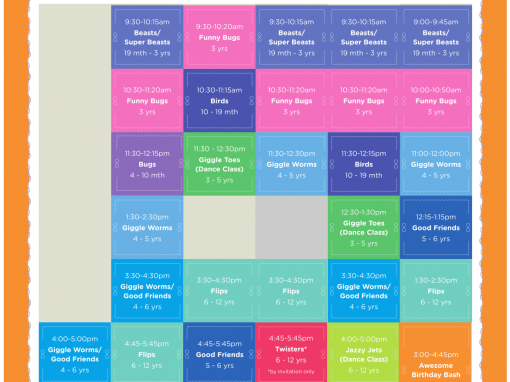 9:30-10:15am
Beasts/
Super Beasts
19 mth - 3 yrs
9:30-10:20am
Funny Bugs
3 yrs
9:30-10:15am
Beasts/
Super Beasts
19 mth - 3 yrs
9:30-10:15am
Beasts/
Super Beasts
19 mth - 3 yrs
9:00-9:45am
Beasts/
Super Beasts
19 mth - 3 yrs
10:30-11:20am
Funny Bugs
3 yrs
10:30-11:15am
Birds
10 - 19 mth
10:30-11:20am
Funny Bugs
3 yrs
10:30-11:20am
Funny Bugs
3 yrs
10:00-10:50am
Funny Bugs
3 yrs
11:30-12:15pm
Bugs
4 - 10 mth
11:30 - 12:30pm
Giggle Toes
(Dance Class)
3 - 5 yrs
11:30-12:30pm
Giggle Worms
4 - 5 yrs
11:30-12:15pm
Birds
10 - 19 mth
11:00-12:00pm
Giggle Worms
4 - 5 yrs
1:30-2:30pm
Giggle Worms
4 - 5 yrs
12:30-1:30pm
Giggle Toes
(Dance Class)
3 - 5 yrs
12:15-1:15pm
Good Friends
5 - 6 yrs
3:30-4:30pm
Giggle Worms/
Good Friends
4 - 6 yrs
3:30-4:30pm
Flips
6 - 12 yrs
3:30-4:30pm
Flips
6 - 12 yrs
3:30-4:30pm
Giggle Worms/
Good Friends
4 - 6 yrs
1:30-2:30pm
Flips
6 - 12 yrs
4:00-5:00pm
Giggle Worms/
Good Friends
4 - 6 yrs
4:45-5:45pm
Flips
6 - 12 yrs
4:45-5:45pm
Good Friends
5 - 6 yrs
4:45-5:45pm
Twisters*
6 - 12 yrs
*by invitation only
4:00-5:00pm
Jazzy Jets
(Dance Class)
6 - 12 yrs
3:00-4:45pm
Awesome
Birthday Bash